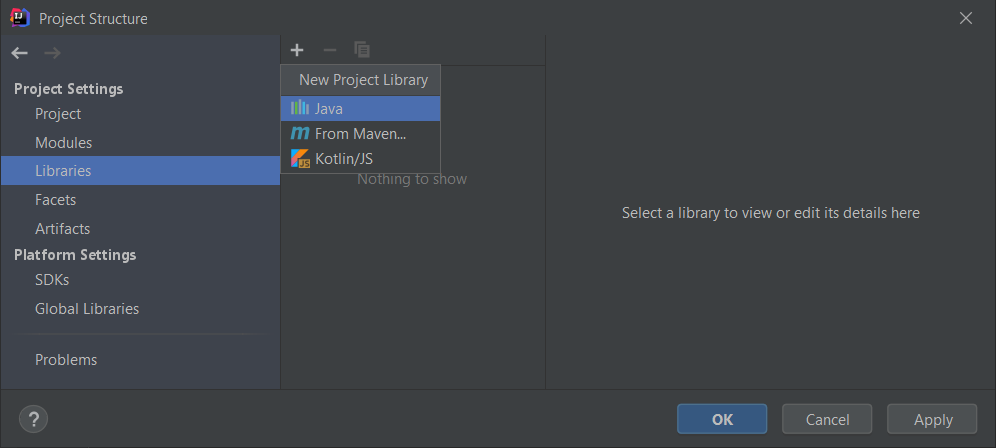 Project Structure
Project Settings
Project
Modules
Libraries
Facets
Artifacts
Platform Settings
SDKs
Global Libraries
Problems
New Project Library
Java
From Maven...
Kotlin/JS
Nothing to show
Select a library to view or edit its details here
?
OK
Cancel
Apply